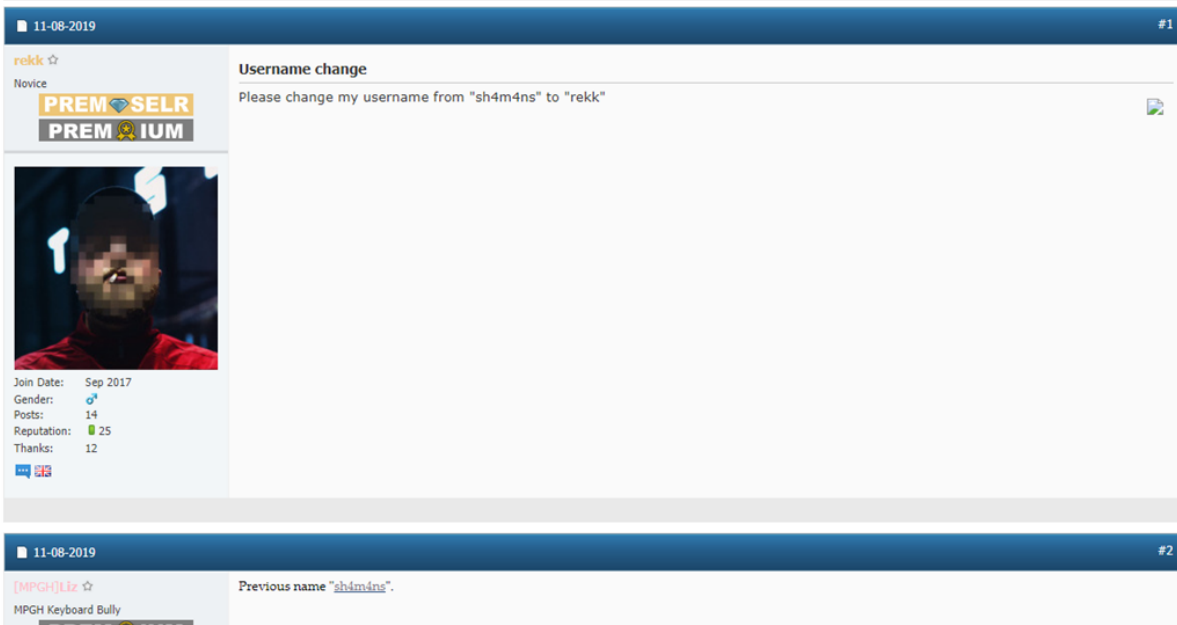 11-08-2019 #1
rekk
Novice
PREM SELR
PREM IUM
Username change
Please change my username from "sh4m4ns" to "rekk"
T S
Join Date: Sep 2017
Gender:
Posts: 14
Reputation: 25
Thanks: 12
11-08-2019 #2
[MPGH]Liz
MPGH Keyboard Bully
Previous name "sh4m4ns".